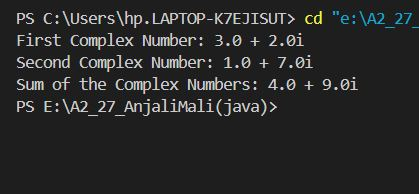 PS C:\Users\hp.LAPTOP-K7EJISUT> cd "e:\A2_27_
First Complex Number: 3.0 + 2.0i
Second Complex Number: 1.0 + 7.0i
Sum of the Complex Numbers: 4.0 + 9.0i
PS E:\A2_27_AnjaliMali(java)>